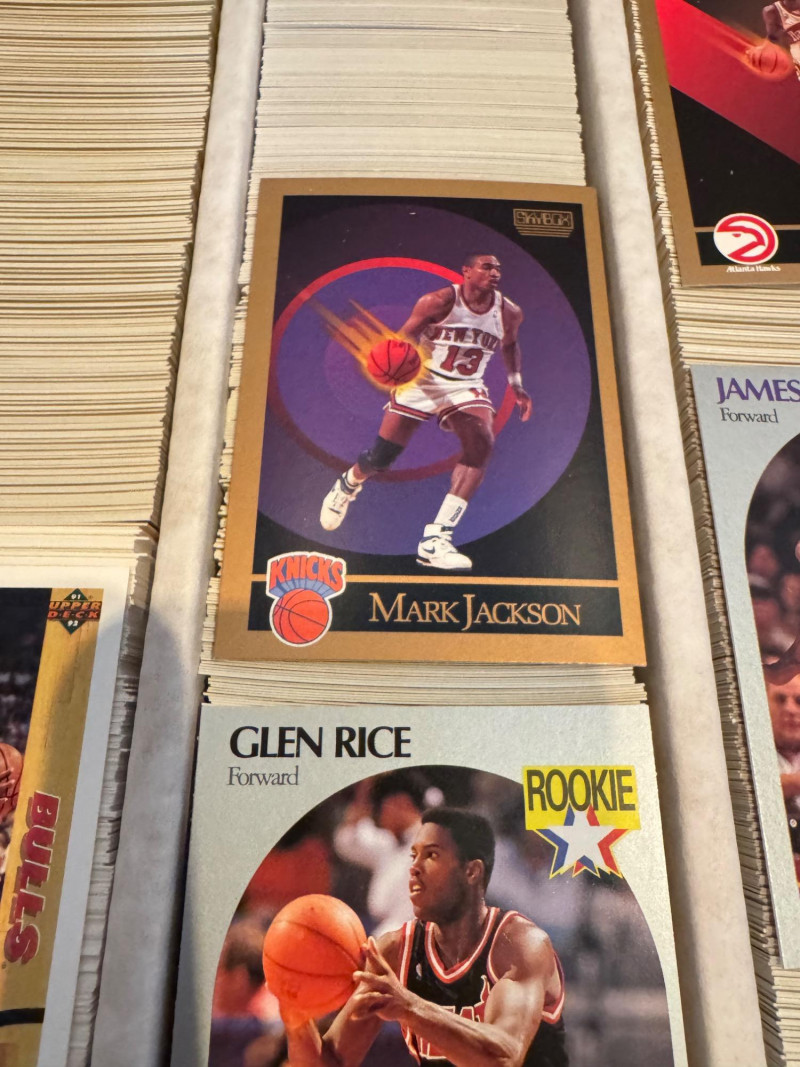 SKYBOX
NEW YORK
13
KNICKS
MARK JACKSON
Atlanta Hawks
JAMES
Forward
91
UPPER
DECK
92
BULLS
GLEN RICE
Forward
ROOKIE